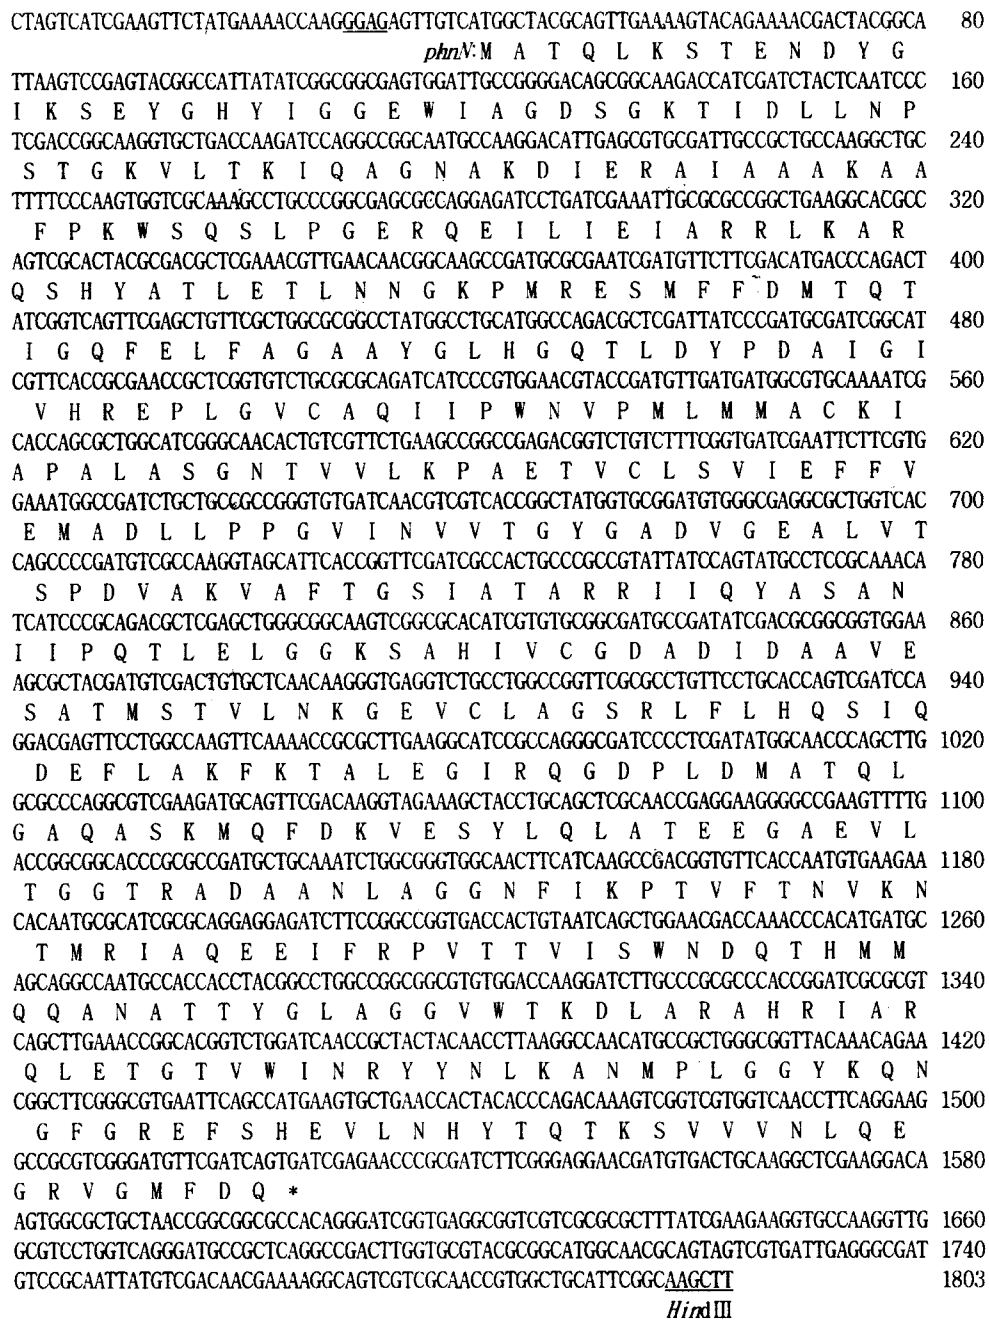 CTAGTCATCGAAGTTCTATGAAAACCAAGGGAGAGTTGTCATGGCTACGCAGTTGAAAAGTACAGAAAACGACTACGGCA 80
phnN: M A T Q L K S T E N D Y G
TTAAGTCCGAGTACGGCCATTATATCGGCGGCGAGTGGATTGCCGGGGACAGCGGCAAGACCATCGATCTACTCAATCCC 160
I K S E Y G H Y I G G E W I A G D S G K T I D L L N P
TCGACCGGCAAGGTGCTGACCAAGATCCAGGCCGGCAATGCCAAGGACATTGAGCGTGCGATTGCCGCTGCCAAGGCTGC 240
S T G K V L T K I Q A G N A K D I E R A I A A A K A A
TTTTCCCAAGTGGTCGCAAAGCCTGCCCGGCGAGCGCCAGGAGATCCTGATCGAAATTGCGCGCCGGCTGAAGGCACGCC 320
F P K W S Q S L P G E R Q E I L I E I A R R L K A R
AGTCGCACTACGCGACGCTCGAAACGTTGAACAACGGCAAGCCGATGCGCGAATCGATGTTCTTCGACATGACCCAGACT 400
Q S H Y A T L E T L N N G K P M R E S M F F D M T Q T
ATCGGTCAGTTCGAGCTGTTCGCTGGCGCGGCCTATGGCCTGCATGGCCAGACGCTCGATTATCCCGATGCGATCGGCAT 480
I G Q F E L F A G A A Y G L H G Q T L D Y P D A I G I
CGTTCACCGCGAACCGCTCGGTGTCTGCGCGCAGATCATCCCGTGGAACGTACCGATGTTGATGATGGCGTGCAAAATCG 560
V H R E P L G V C A Q I I P W N V P M L M M A C K I
CACCAGCGCTGGCATCGGGCAACACTGTCGTTCTGAAGCCGGCCGAGACGGTCTGTCTTTCGGTGATCGAATTCTTCGTG 620
A P A L A S G N T V V L K P A E T V C L S V I E F F V
GAAATGGCCGATCTGCTGCCGCCGGGTGTGATCAACGTCGTCACCGGCTATGGTGCGGATGTGGGCGAGGCGCTGGTCAC 700
E M A D L L P P G V I N V V T G Y G A D V G E A L V T
CAGCCCCGATGTCGCCAAGGTAGCATTCACCGGTTCGATCGCCACTGCCCGCCGTATTATCCAGTATGCCTCCGCAAACA 780
S P D V A K V A F T G S I A T A R R I I Q Y A S A N
TCATCCCGCAGACGCTCGAGCTGGGCGGCAAGTCGGCGCACATCGTGTGCGGCGATGCCGATATCGACGCGGCGGTGGAA 860
I I P Q T L E L G G K S A H I V C G D A D I D A A V E
AGCGCTACGATGTCGACTGTGCTCAACAAGGGTGAGGTCTGCCTGGCCGGTTCGCGCCTGTTCCTGCACCAGTCGATCCA 940
S A T M S T V L N K G E V C L A G S R L F L H Q S I Q
GGACGAGTTCCTGGCCAAGTTCAAAACCGCGCTTGAAGGCATCCGCCAGGGCGATCCCCTCGATATGGCAACCCAGCTTG 1020
D E F L A K F K T A L E G I R Q G D P L D M A T Q L
GCGCCCAGGCGTCGAAGATGCAGTTCGACAAGGTAGAAAGCTACCTGCAGCTCGCAACCGAGGAAGGGGCCGAAGTTTTG 1100
G A Q A S K M Q F D K V E S Y L Q L A T E E G A E V L
ACCGGCGGCACCCGCGCCGATGCTGCAAATCTGGCGGGTGGCAACTTCATCAAGCCGACGGTGTTCACCAATGTGAAGAA 1180
T G G T R A D A A N L A G G N F I K P T V F T N V K N
CACAATGCGCATCGCGCAGGAGGAGATCTTCCGGCCGGTGACCACTGTAATCAGCTGGAACGACCAAACCCACATGATGC 1260
T M R I A Q E E I F R P V T T V I S W N D Q T H M M
AGCAGGCCAATGCCACCACCTACGGCCTGGCCGGCGGCGTGTGGACCAAGGATCTTGCCCGCGCCCACCGGATCGCGCGT 1340
Q Q A N A T T Y G L A G G V W T K D L A R A H R I A R
CAGCTTGAAACCGGCACGGTCTGGATCAACCGCTACTACAACCTTAAGGCCAACATGCCGCTGGGCGGTTACAAACAGAA 1420
Q L E T G T V W I N R Y Y N L K A N M P L G G Y K Q N
CGGCTTCGGGCGTGAATTCAGCCATGAAGTGCTGAACCACTACACCCAGACAAAGTCGGTCGTGGTCAACCTTCAGGAAG 1500
G F G R E F S H E V L N H Y T Q T K S V V V N L Q E
GCCGCGTCGGGATGTTCGATCAGTGATCGAGAACCCGCGATCTTCGGGAGGAACGATGTGACTGCAAGGCTCGAAGGACA 1580
G R V G M F D Q *
AGTGGCGCTGCTAACCGGCGGCGCCACAGGGATCGGTGAGGCGGTCGTCGCGCGCTTTATCGAAGAAGGTGCCAAGGTTG 1660
GCGTCCTGGTCAGGGATGCCGCTCAGGCCGACTTGGTGCGTACGCGGCATGGCAACGCAGTAGTCGTGATTGAGGGCGAT 1740
GTCCGCAATTATGTCGACAACGAAAAGGCAGTCGTCGCAACCGTGGCTGCATTCGGCAAGCTT 1803
HindIII